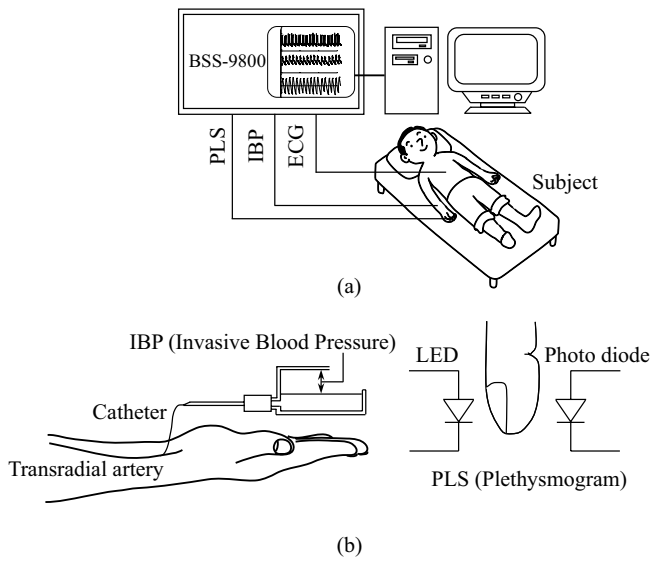 BSS-9800
PLS
IBP
ECG
Subject
(a)
IBP (Invasive Blood Pressure)
LED
Photo diode
Catheter
Transradial artery
PLS (Plethysmogram)
(b)